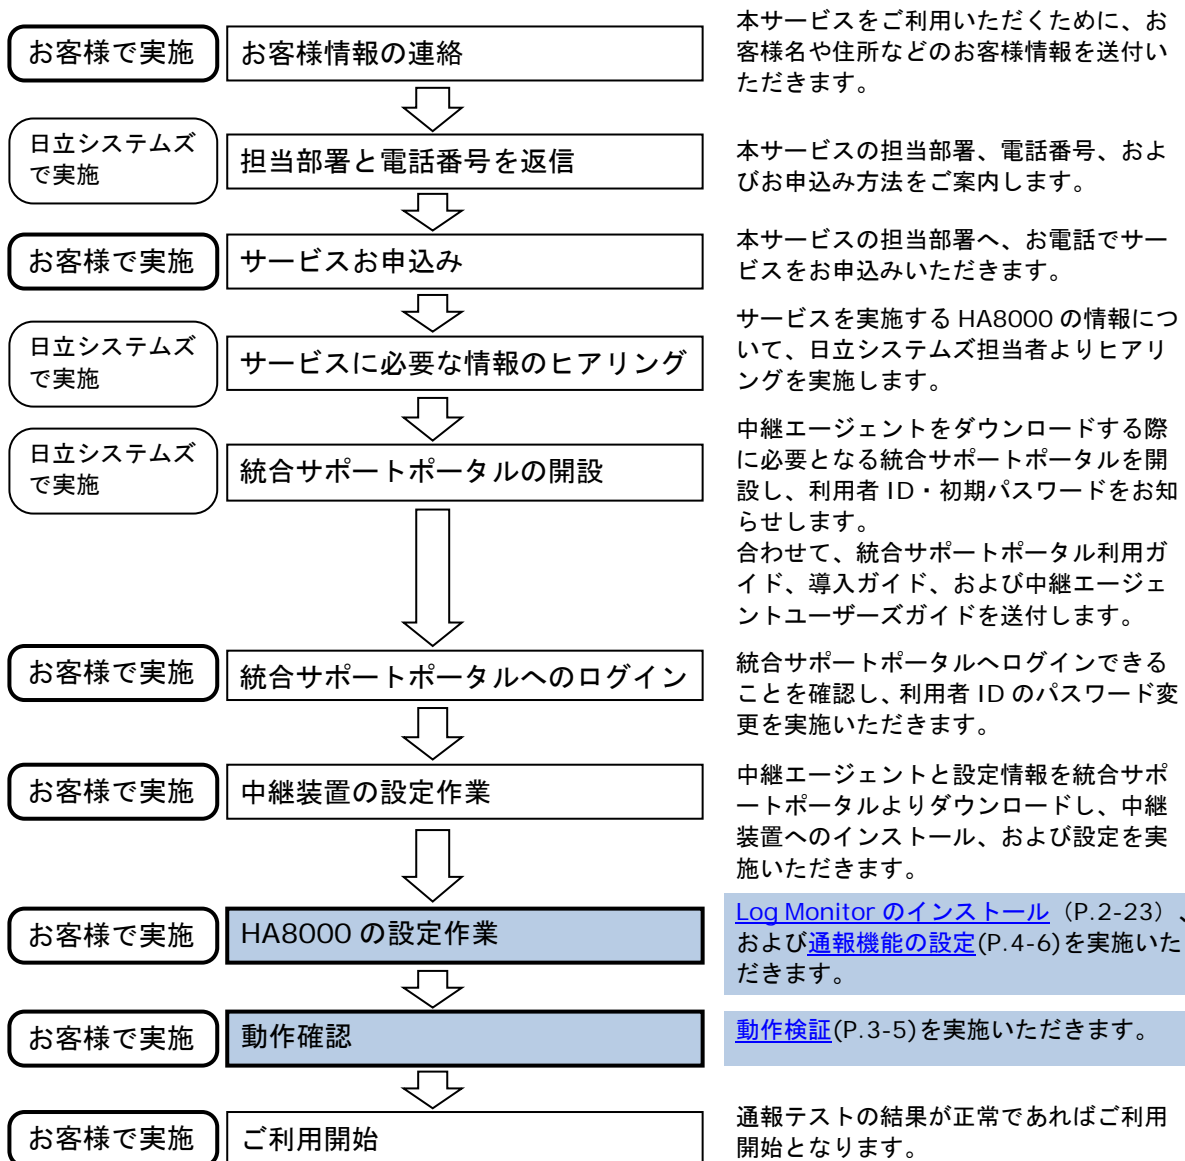 お客様で実施
お客様情報の連絡
本サービスをご利用いただくために、お
客様名や住所などのお客様情報を送付い
ただきます。
日立システムズ
で実施
担当部署と電話番号を返信
本サービスの担当部署、電話番号、およ
びお申込み方法をご案内します。
お客様で実施
サービスお申込み
本サービスの担当部署へ、お電話でサー
ビスをお申込みいただきます。
日立システムズ
で実施
サービスに必要な情報のヒアリング
サービスを実施する HA8000 の情報につ
いて、日立システムズ担当者よりヒアリ
ングを実施します。
日立システムズ
で実施
統合サポートポータルの開設
中継エージェントをダウンロードする際
に必要となる統合サポートポータルを開
設し、利用者 ID・初期パスワードをお知
らせします。
合わせて、統合サポートポータル利用ガ
イド、導入ガイド、および中継エージェ
ントユーザーズガイドを送付します。
お客様で実施
統合サポートポータルへのログイン
統合サポートポータルへログインできる
ことを確認し、利用者 ID のパスワード変
更を実施いただきます。
お客様で実施
中継装置の設定作業
中継エージェントと設定情報を統合サポ
ートポータルよりダウンロードし、中継
装置へのインストール、および設定を実
施いただきます。
お客様で実施
HA8000 の設定作業
Log Monitor のインストール（P.2-23）、
および通報機能の設定(P.4-6)を実施いた
だきます。
お客様で実施
動作確認
動作検証(P.3-5)を実施いただきます。
お客様で実施
ご利用開始
通報テストの結果が正常であればご利用
開始となります。